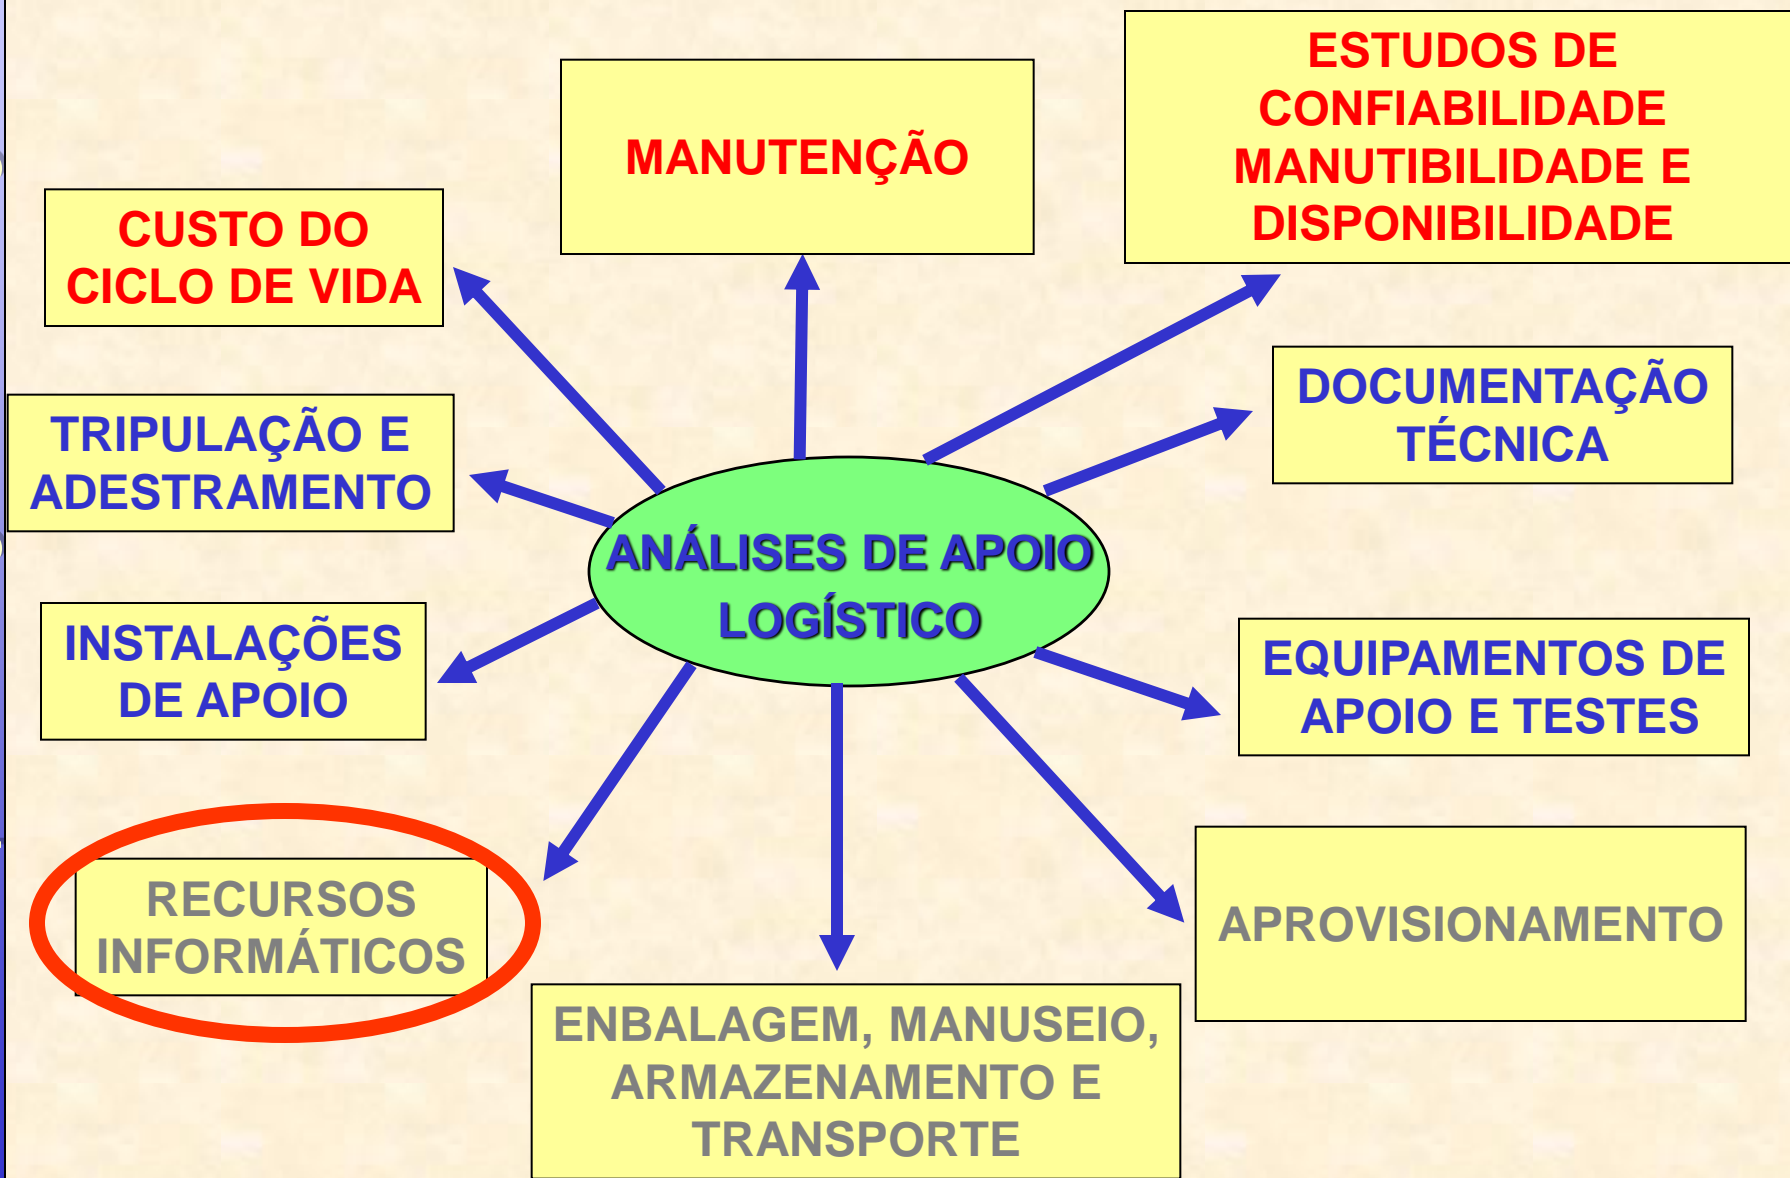 ESTUDOS DE
CONFIABILIDADE
MANUTIBILIDADE E
DISPONIBILIDADE
MANUTENÇÃO
CUSTO DO
CICLO DE VIDA
DOCUMENTAÇÃO
TÉCNICA
TRIPULAÇÃO E
ADESTRAMENTO
ANÁLISES DE APOIO
LOGÍSTICO
INSTALAÇÕES
DE APOIO
EQUIPAMENTOS DE
APOIO E TESTES
RECURSOS
INFORMÁTICOS
APROVISIONAMENTO
ENBALAGEM, MANUSEIO,
ARMAZENAMENTO E
TRANSPORTE